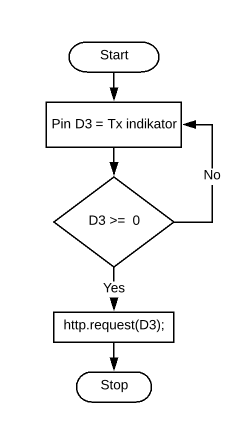 Start
Pin D3 = Tx indikator
D3 >= 0
No
Yes
http.request(D3);
Stop